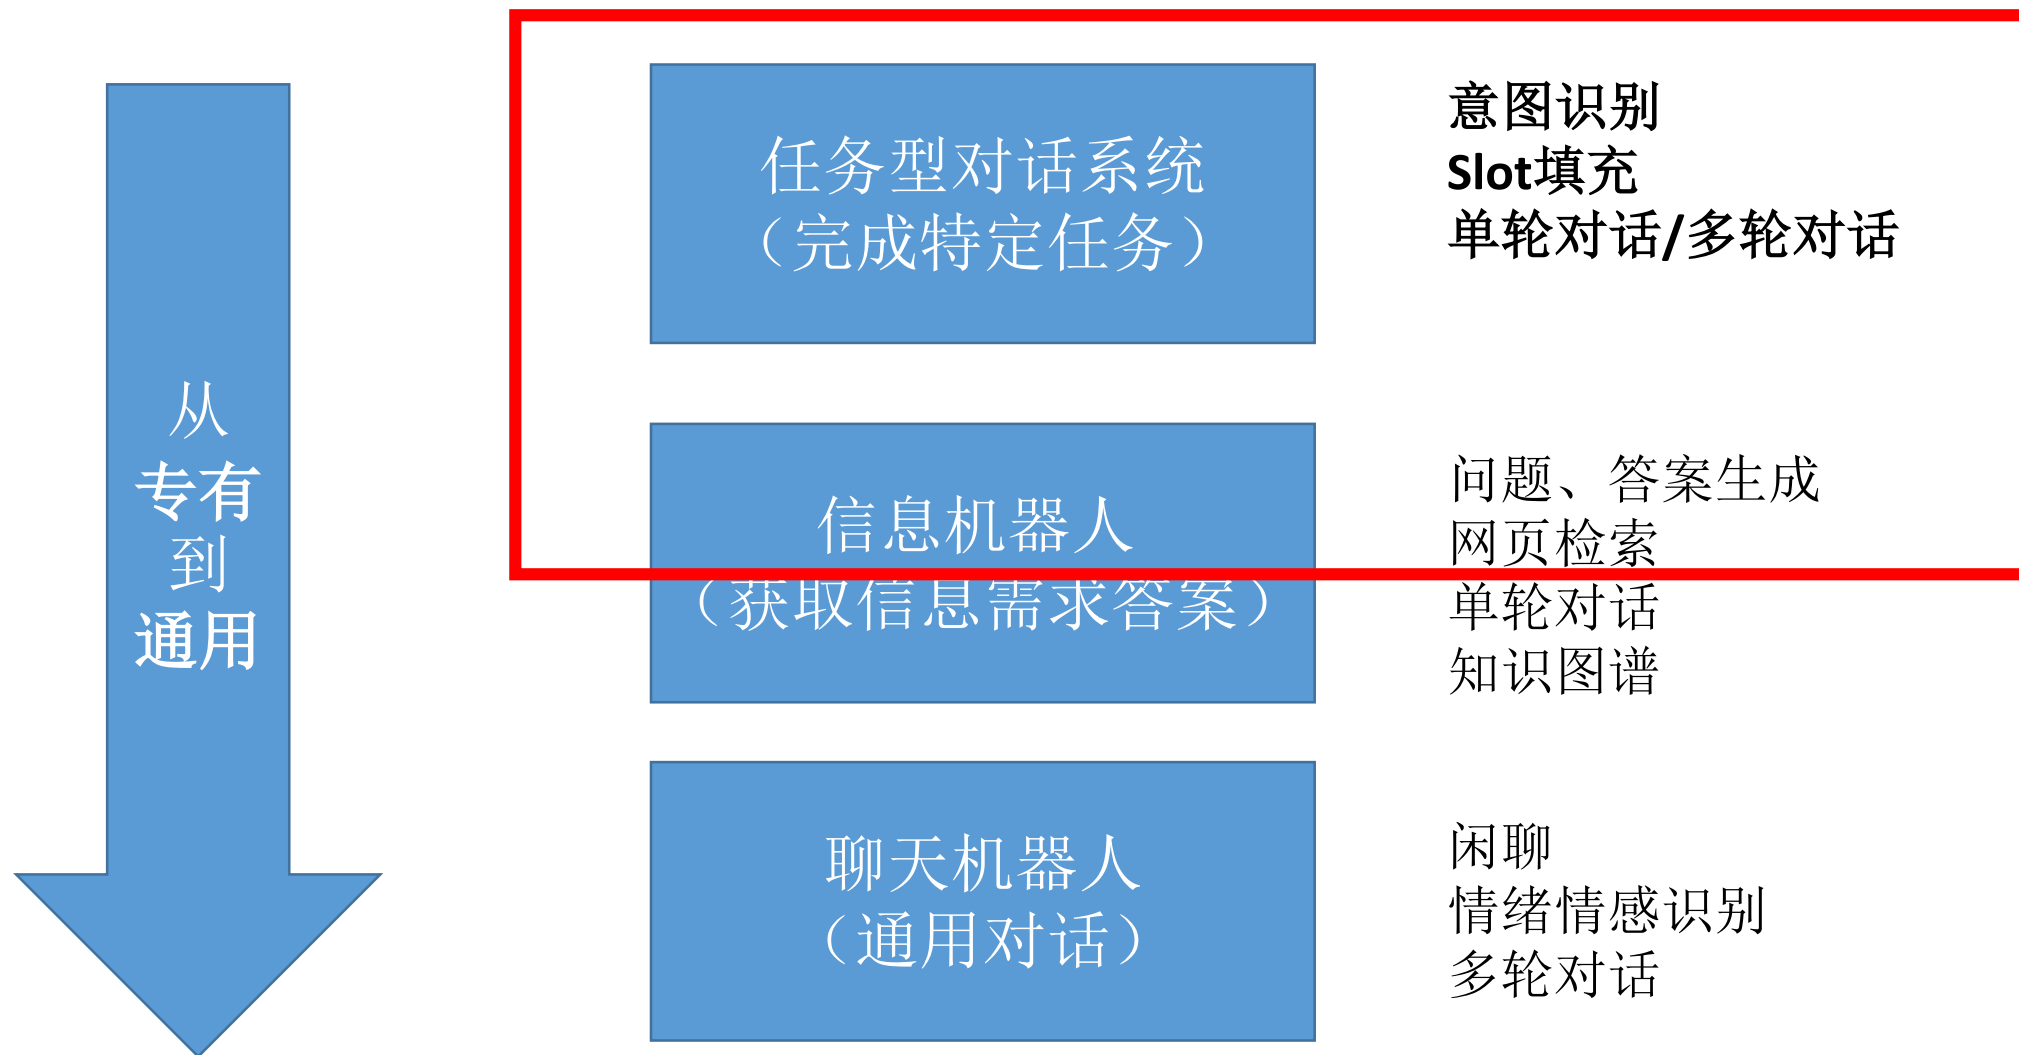 从
专有
到
通用
任务型对话系统
（完成特定任务）
意图识别
Slot填充
单轮对话/多轮对话
信息机器人
（获取信息需求答案）
问题、答案生成
网页检索
单轮对话
知识图谱
聊天机器人
（通用对话）
闲聊
情绪情感识别
多轮对话